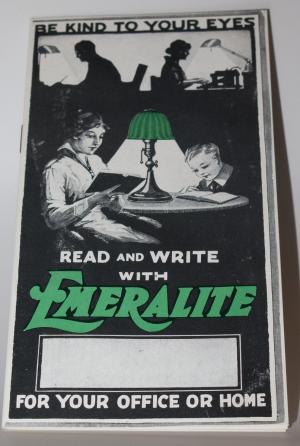 BE KIND TO YOUR EYES
READ AND WRITE
WITH
EMERALITE
FOR YOUR OFFICE OR HOME